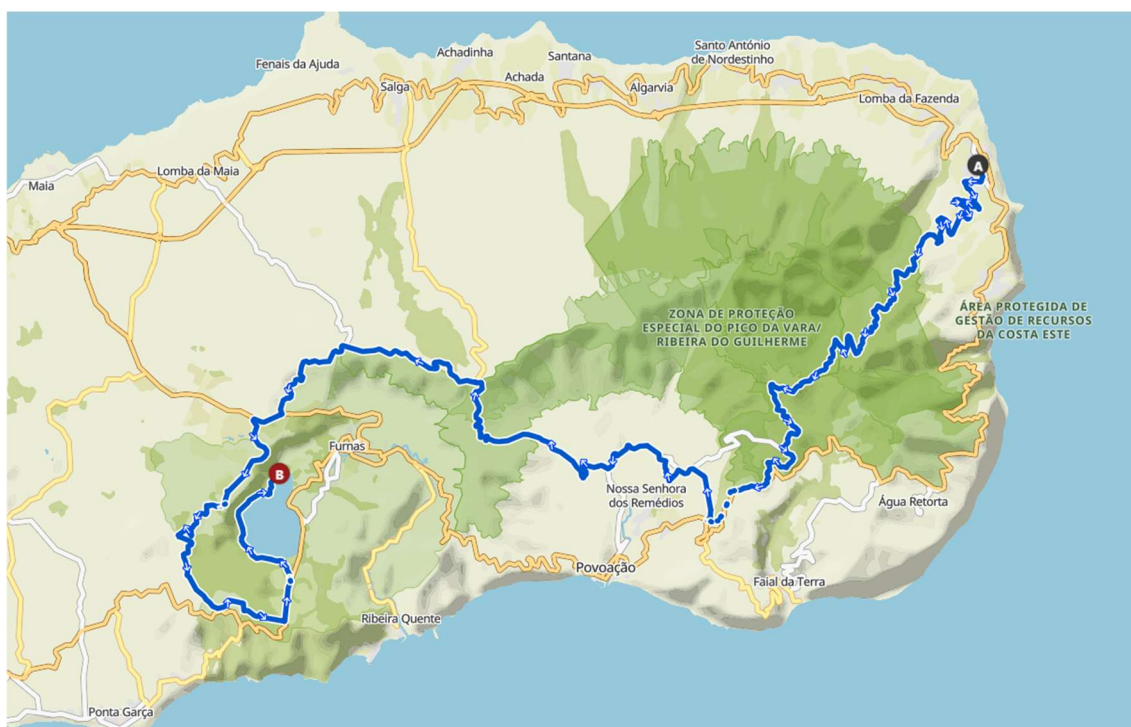 Santo António
de Nordestinho
Achadinha
Santana
Fenais da Ajuda
Achada
Salga
Algarvia
Lomba da Fazenda
A
Lomba da Maia
Maia
ÁREA PROTEGIDA DE
GESTÃO DE RECURSOS
DA COSTA ESTE
ZONA DE PROTEÇÃO
ESPECIAL DO PICO DA VARA/
RIBEIRA DO GUILHERME
Furnas
B
Nossa Senhora
dos Remédios
Água Retorta
Povoação
Faial da Terra
Ribeira Quente
Ponta Garça